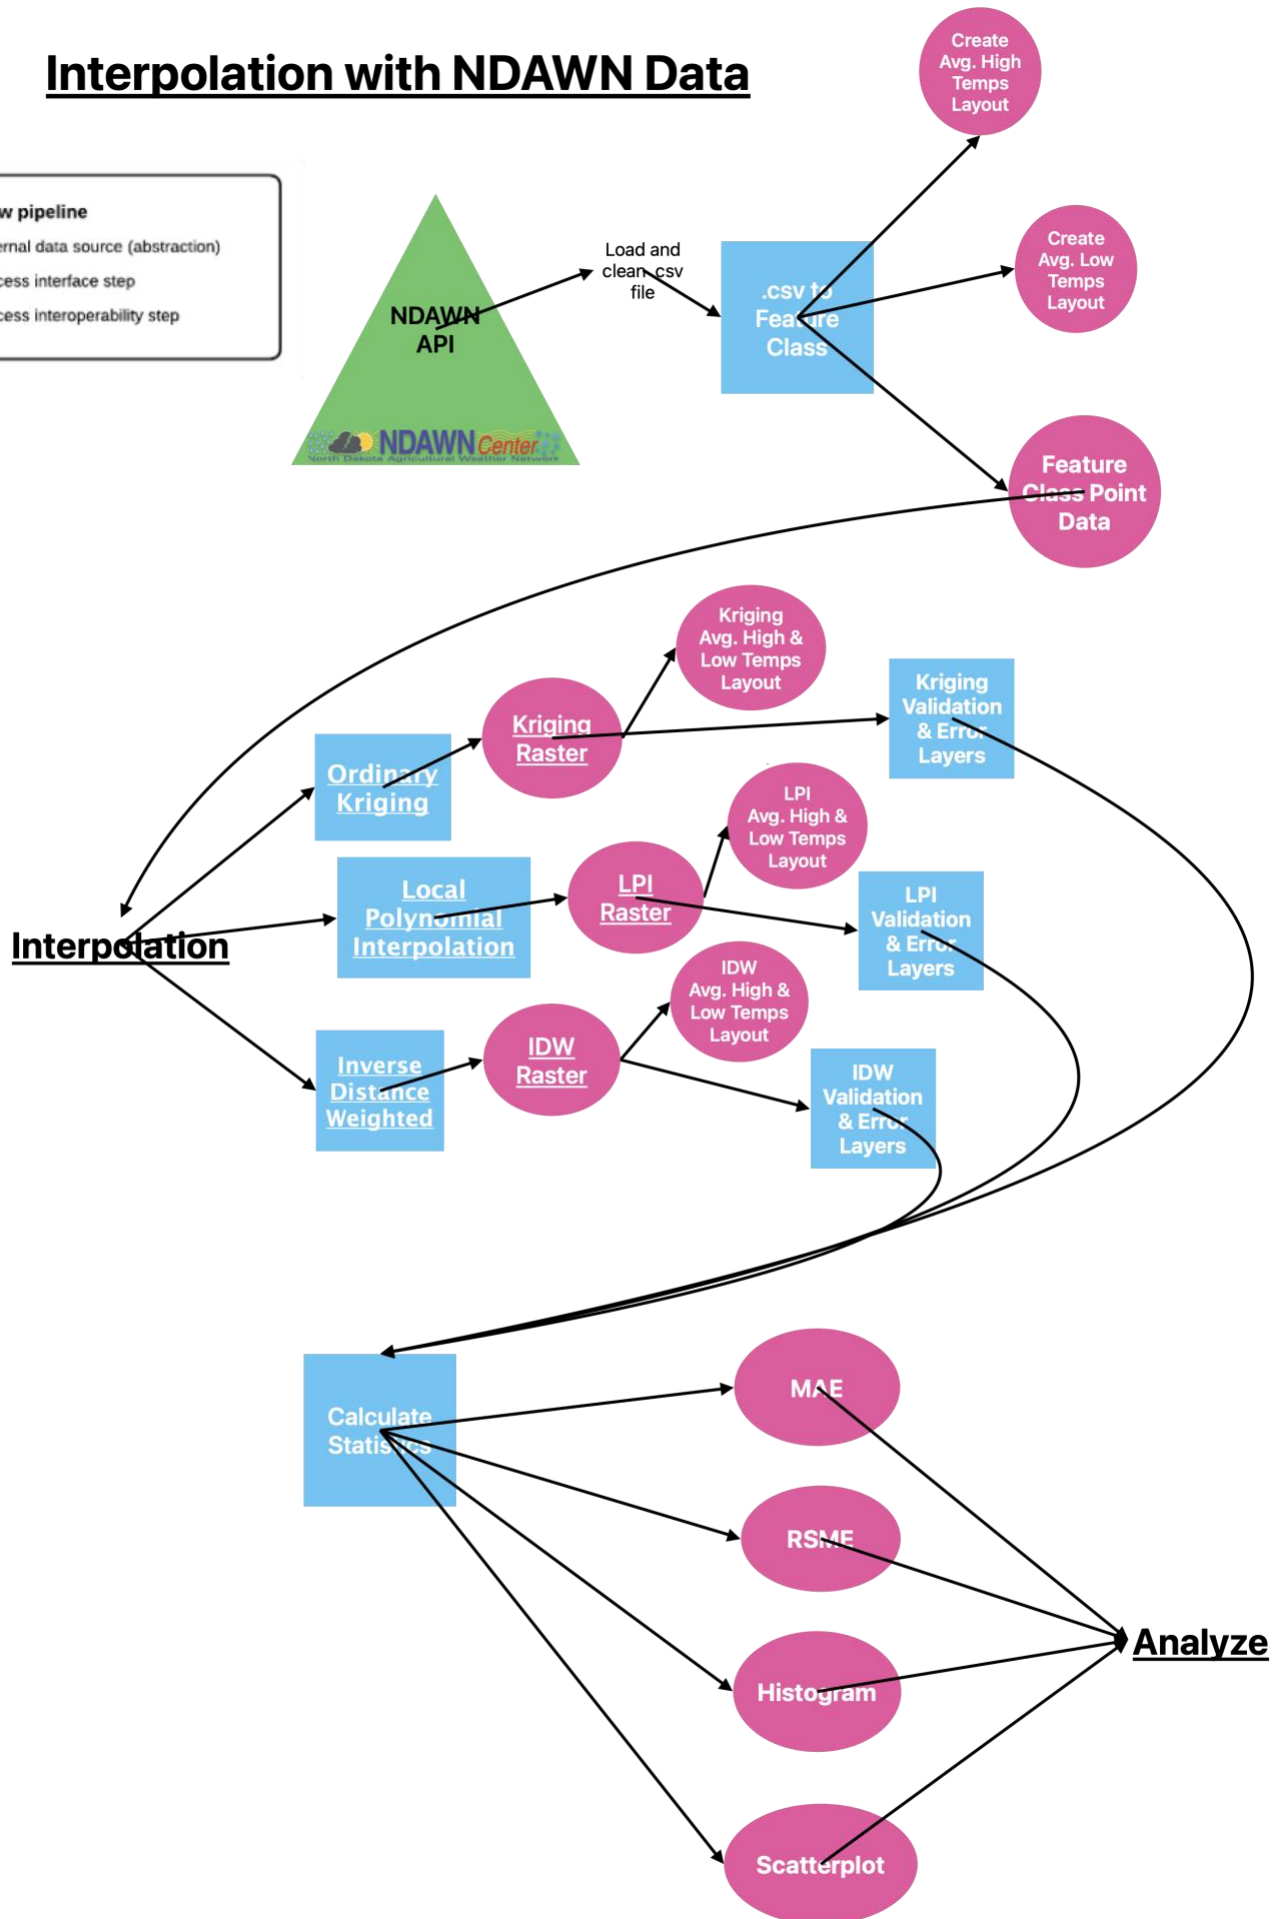 Interpolation with NDAWN Data
Create
Avg. High
Temps
Layout
w pipeline
ernal data source (abstraction)
cess interface step
cess interoperability step
NDAWN
API
NDAWN Center
North Dakota Agricultural Weather Network
Load and
clean .csv
file
.csv to
Feature
Class
Create
Avg. Low
Temps
Layout
Feature
Class Point
Data
Kriging
Avg. High &
Low Temps
Layout
Kriging
Validation
& Error
Layers
Kriging
Raster
Ordinary
Kriging
LPI
Avg. High &
Low Temps
Layout
LPI
Raster
Local
Polynomial
Interpolation
LPI
Validation
& Error
Layers
Interpolation
IDW
Avg. High &
Low Temps
Layout
IDW
Raster
Inverse
Distance
Weighted
IDW
Validation
& Error
Layers
Calculate
Statistics
MAE
RSME
Histogram
Scatterplot
Analyze